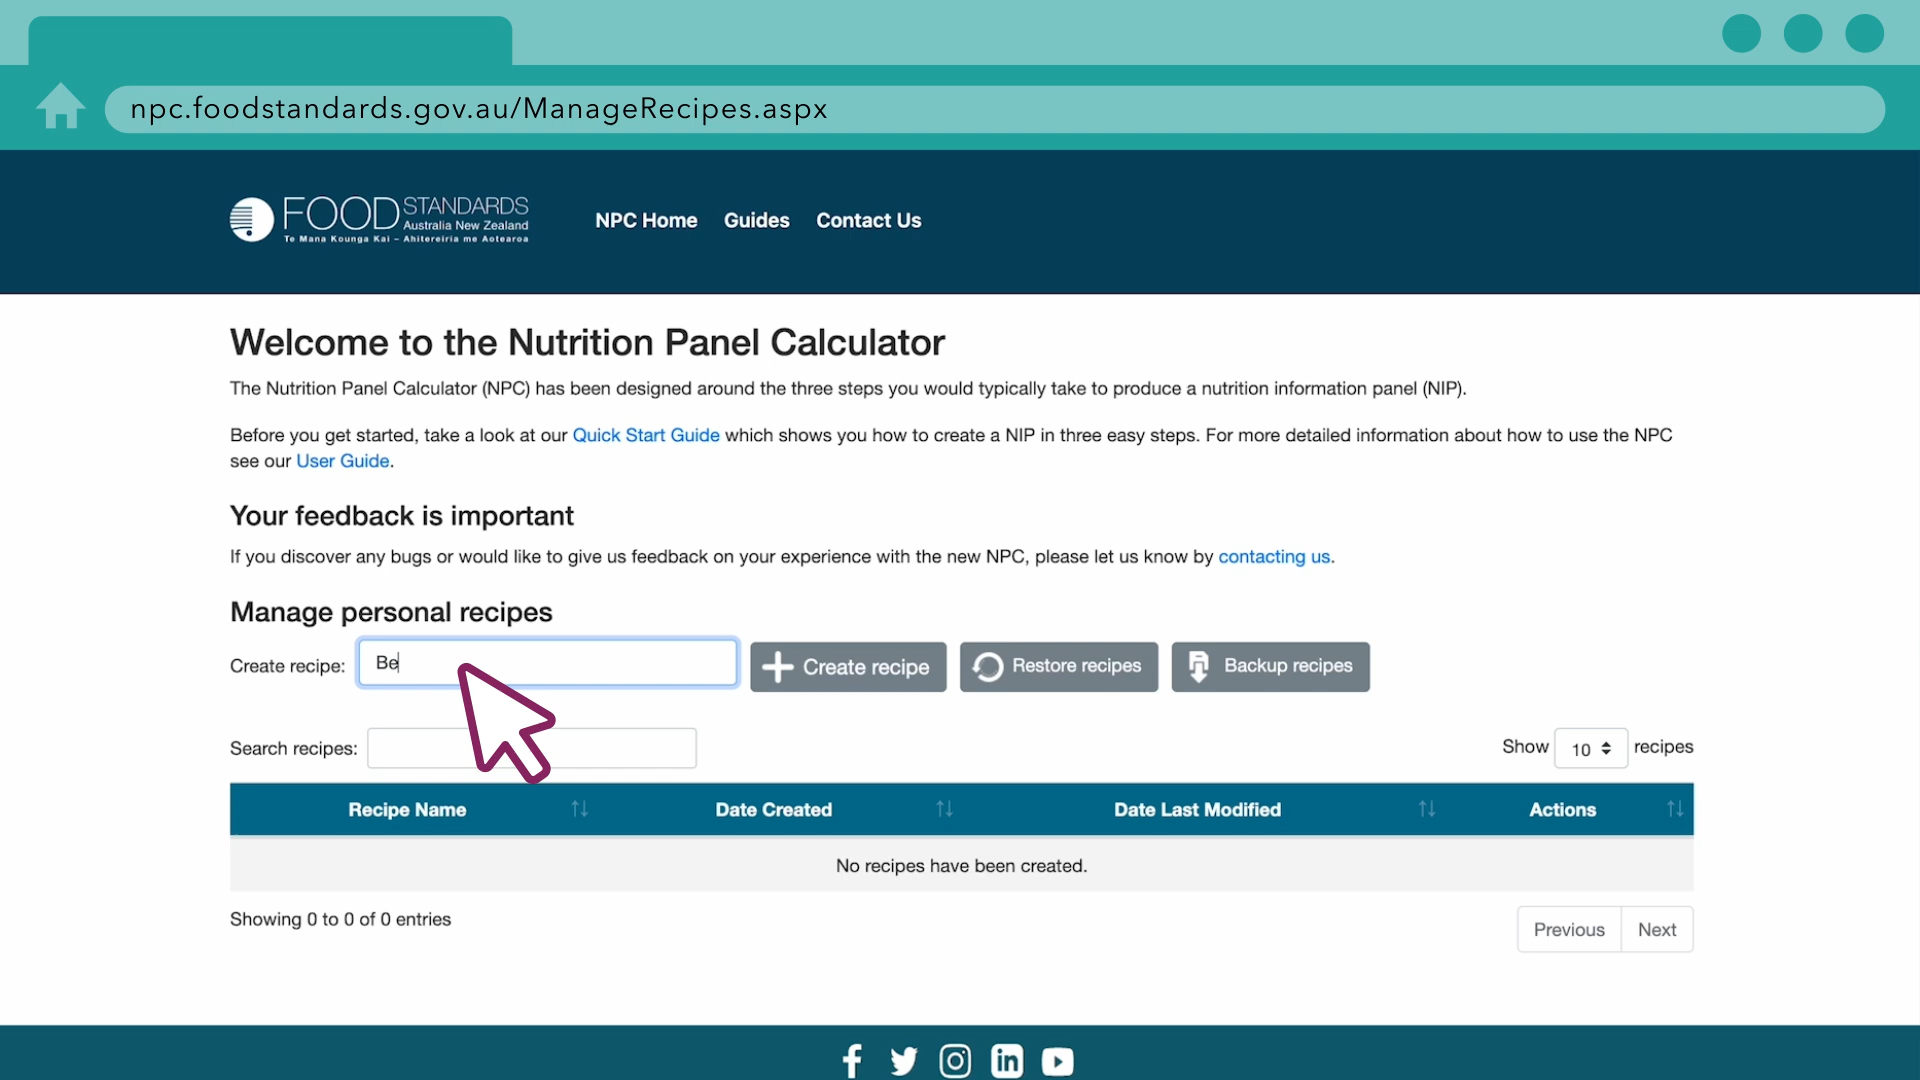 npc.foodstandards.gov.au/ManageRecipes.aspx
FOOD STANDARDS
Australia New Zealand
Te Mana Kounga Kai – Ahitereiria me Aotearoa
NPC Home Guides Contact Us
Welcome to the Nutrition Panel Calculator
The Nutrition Panel Calculator (NPC) has been designed around the three steps you would typically take to produce a nutrition information panel (NIP).
Before you get started, take a look at our Quick Start Guide which shows you how to create a NIP in three easy steps. For more detailed information about how to use the NPC
see our User Guide.
Your feedback is important
If you discover any bugs or would like to give us feedback on your experience with the new NPC, please let us know by contacting us.
Manage personal recipes
Create recipe: Be Create recipe Restore recipes Backup recipes
Search recipes: Show 10 recipes
Recipe Name Date Created Date Last Modified Actions
No recipes have been created.
Showing 0 to 0 of 0 entries
Previous Next